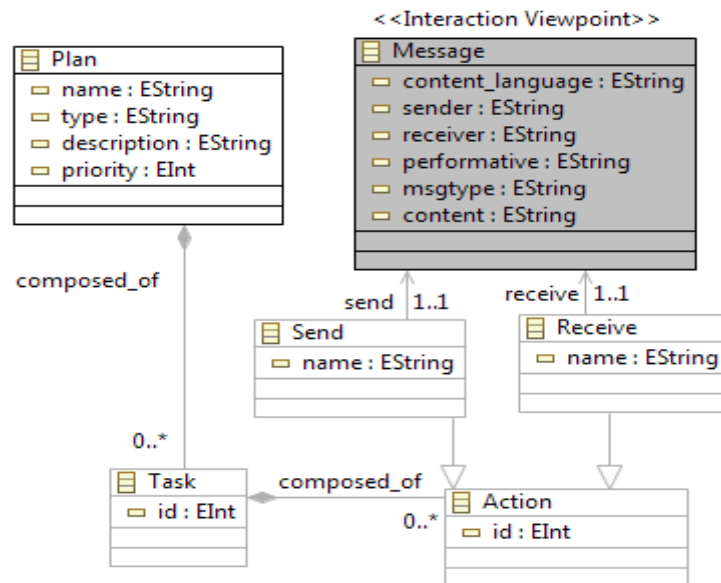 <<Interaction Viewpoint>>
Plan
name : EString
type : EString
description : EString
priority : EInt
Message
content_language : EString
sender : EString
receiver : EString
performative : EString
msgtype : EString
content : EString
composed_of
send 1..1
receive 1..1
Send
name : EString
Receive
name : EString
0..*
Task
id : EInt
composed_of
0..*
Action
id : EInt